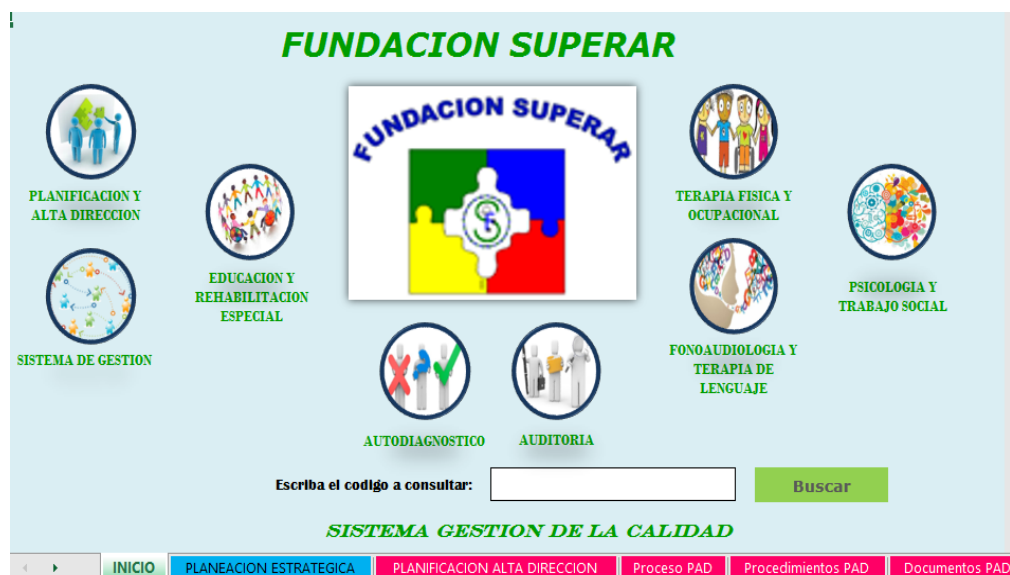 FUNDACION SUPERAR
FUNDACION SUPERAR
PLANIFICACION Y
ALTA DIRECCION
EDUCACION Y
REHABILITACION
ESPECIAL
SISTEMA DE GESTION
TERAPIA FISICA Y
OCUPACIONAL
PSICOLOGIA Y
TRABAJO SOCIAL
FONOAUDIOLOGIA Y
TERAPIA DE
LENGUAJE
AUTODIAGNOSTICO
AUDITORIA
Escriba el codigo a consultar:
Buscar
SISTEMA GESTION DE LA CALIDAD
INICIO
PLANEACION ESTRATEGICA
PLANIFICACION ALTA DIRECCION
Proceso PAD
Procedimientos PAD
Documentos PAD